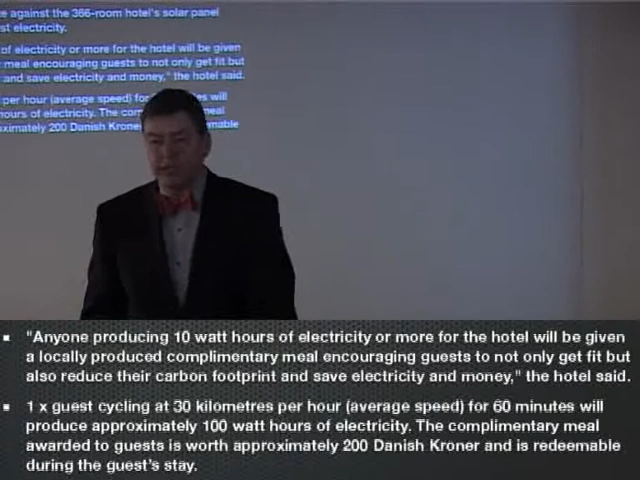 e against the 366-room hotel's solar panel
st electricity.
of electricity or more for the hotel will be given
meal encouraging guests to not only get fit but
and save electricity and money," the hotel said.
per hour (average speed) for es will
ours of electricity. The com meal
ximately 200 Danish Kroner mable
▪ "Anyone producing 10 watt hours of electricity or more for the hotel will be given
a locally produced complimentary meal encouraging guests to not only get fit but
also reduce their carbon footprint and save electricity and money," the hotel said.
▪ 1 x guest cycling at 30 kilometres per hour (average speed) for 60 minutes will
produce approximately 100 watt hours of electricity. The complimentary meal
awarded to guests is worth approximately 200 Danish Kroner and is redeemable
during the guest's stay.